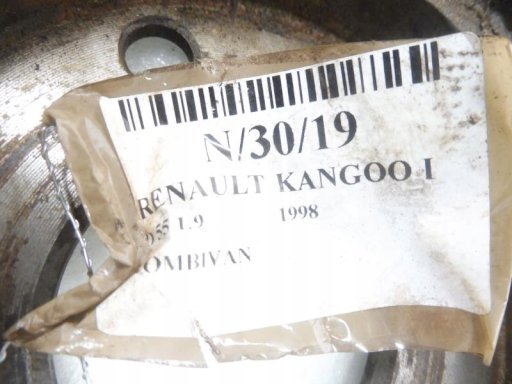 N/30/19
RENAULT KANGOO I
1.9 1998
OMBIVAN